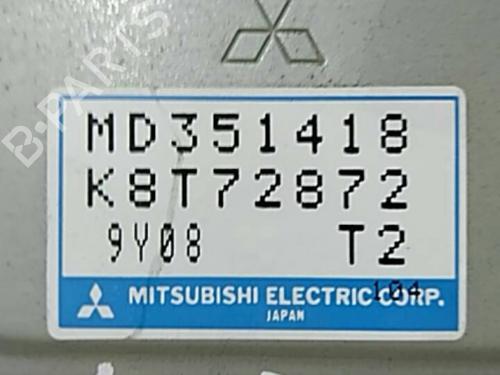 B-PARTS
MD351418
K8T72872
9Y08 T2
104
MITSUBISHI ELECTRIC CORP.
JAPAN